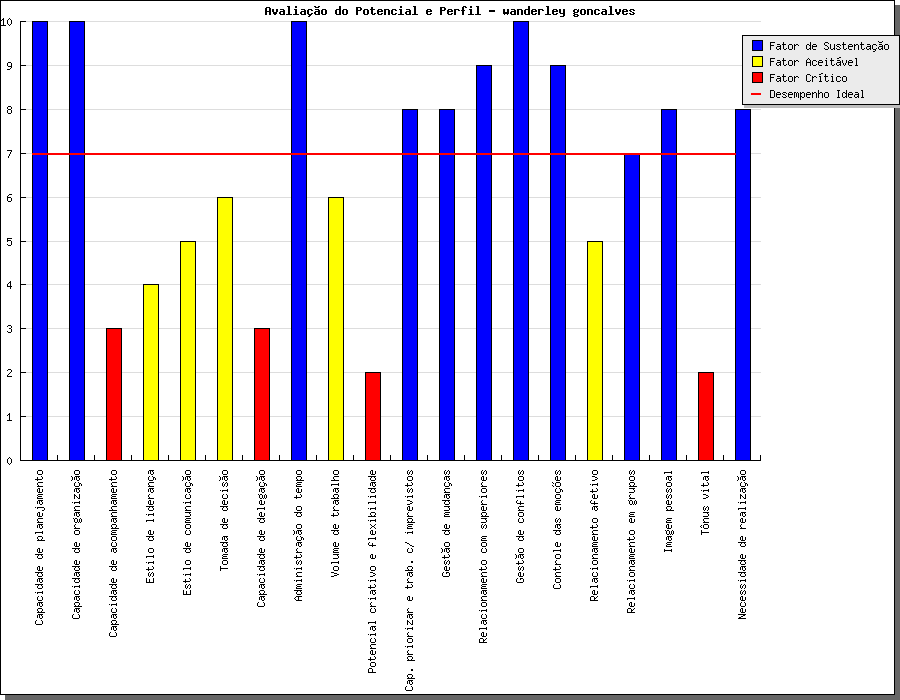 Avaliação do Potencial e Perfil - wanderley goncalves
Fator de Sustentação
Fator Aceitável
Fator Crítico
Desempenho Ideal
10
9
8
7
6
5
4
3
2
1
0
Capacidade de planejamento
Capacidade de organização
Capacidade de acompanhamento
Estilo de liderança
Estilo de comunicação
Tomada de decisão
Capacidade de delegação
Administração do tempo
Volume de trabalho
Potencial criativo e flexibilidade
Cap. priorizar e trab. c/ imprevistos
Gestão de mudanças
Relacionamento com superiores
Gestão de conflitos
Controle das emoções
Relacionamento afetivo
Relacionamento em grupos
Imagem pessoal
Tônus vital
Necessidade de realização